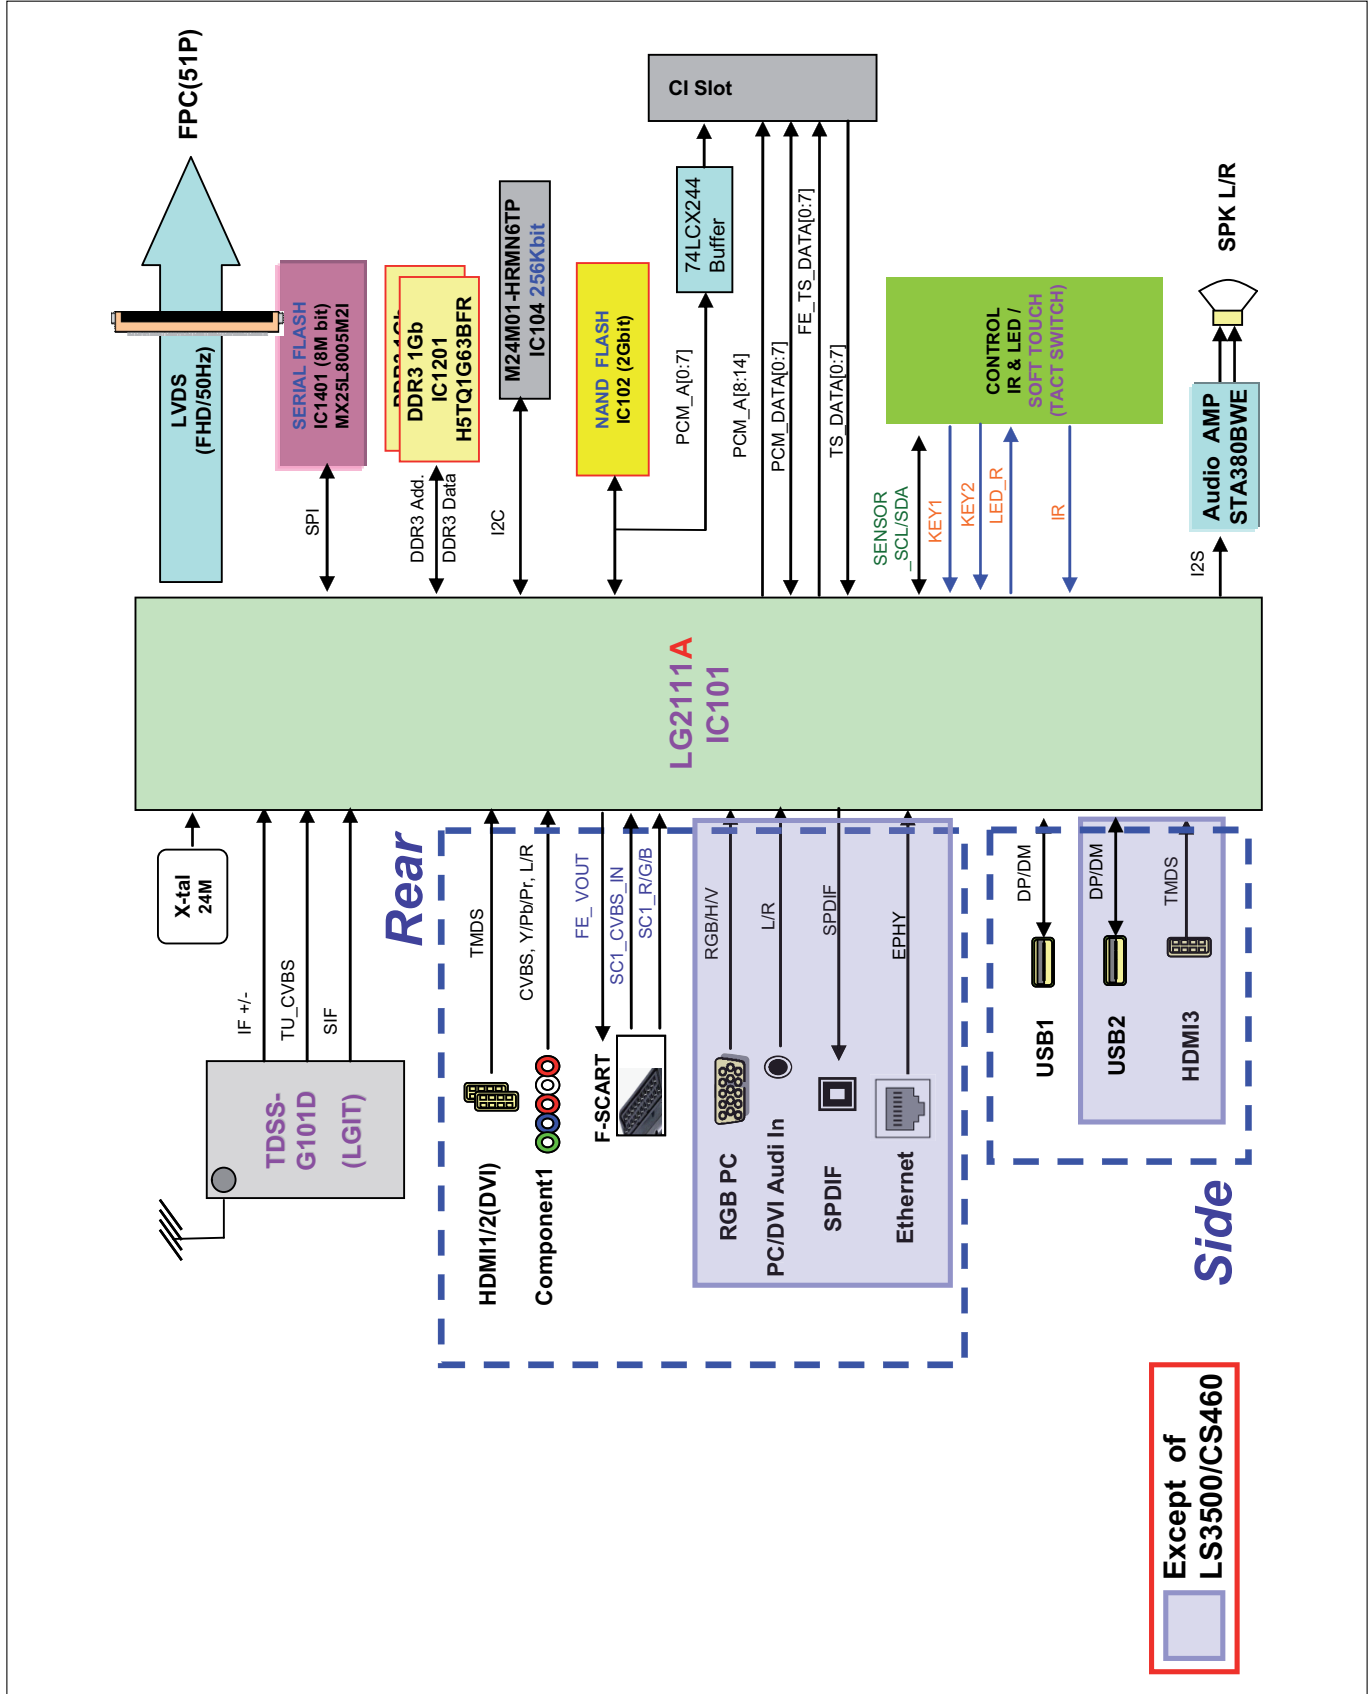 X-tal
24M
TDSS-
G101D
(LGIT)
IF +/-
TU_CVBS
SIF
Rear
HDMI1/2(DVI)
TMDS
Component1
CVBS, Y/Pb/Pr, L/R
F-SCART
FE_ VOUT
SC1_CVBS_IN
SC1_R/G/B
RGB PC
RGB/H/V
PC/DVI Audi In
L/R
SPDIF
SPDIF
Ethernet
EPHY
Side
USB1
DP/DM
USB2
DP/DM
HDMI3
TMDS
LG2111A
IC101
LVDS
(FHD/50Hz)
FPC(51P)
SPI
SERIAL FLASH
IC1401 (8M bit)
MX25L8005M2I
DDR3 Add.
DDR3 Data
DDR3 1Gb
DDR3 1Gb
IC1201
H5TQ1G63BFR
I2C
M24M01-HRMN6TP
IC104 256Kbit
NAND FLASH
IC102 (2Gbit)
PCM_A[0:7]
74LCX244
Buffer
CI Slot
PCM_A[8:14]
PCM_DATA[0:7]
FE_TS_DATA[0:7]
TS_DATA[0:7]
SENSOR
_SCL/SDA
KEY1
KEY2
LED_R
IR
CONTROL
IR & LED /
SOFT TOUCH
(TACT SWITCH)
I2S
Audio AMP
STA380BWE
SPK L/R
Except of
LS3500/CS460